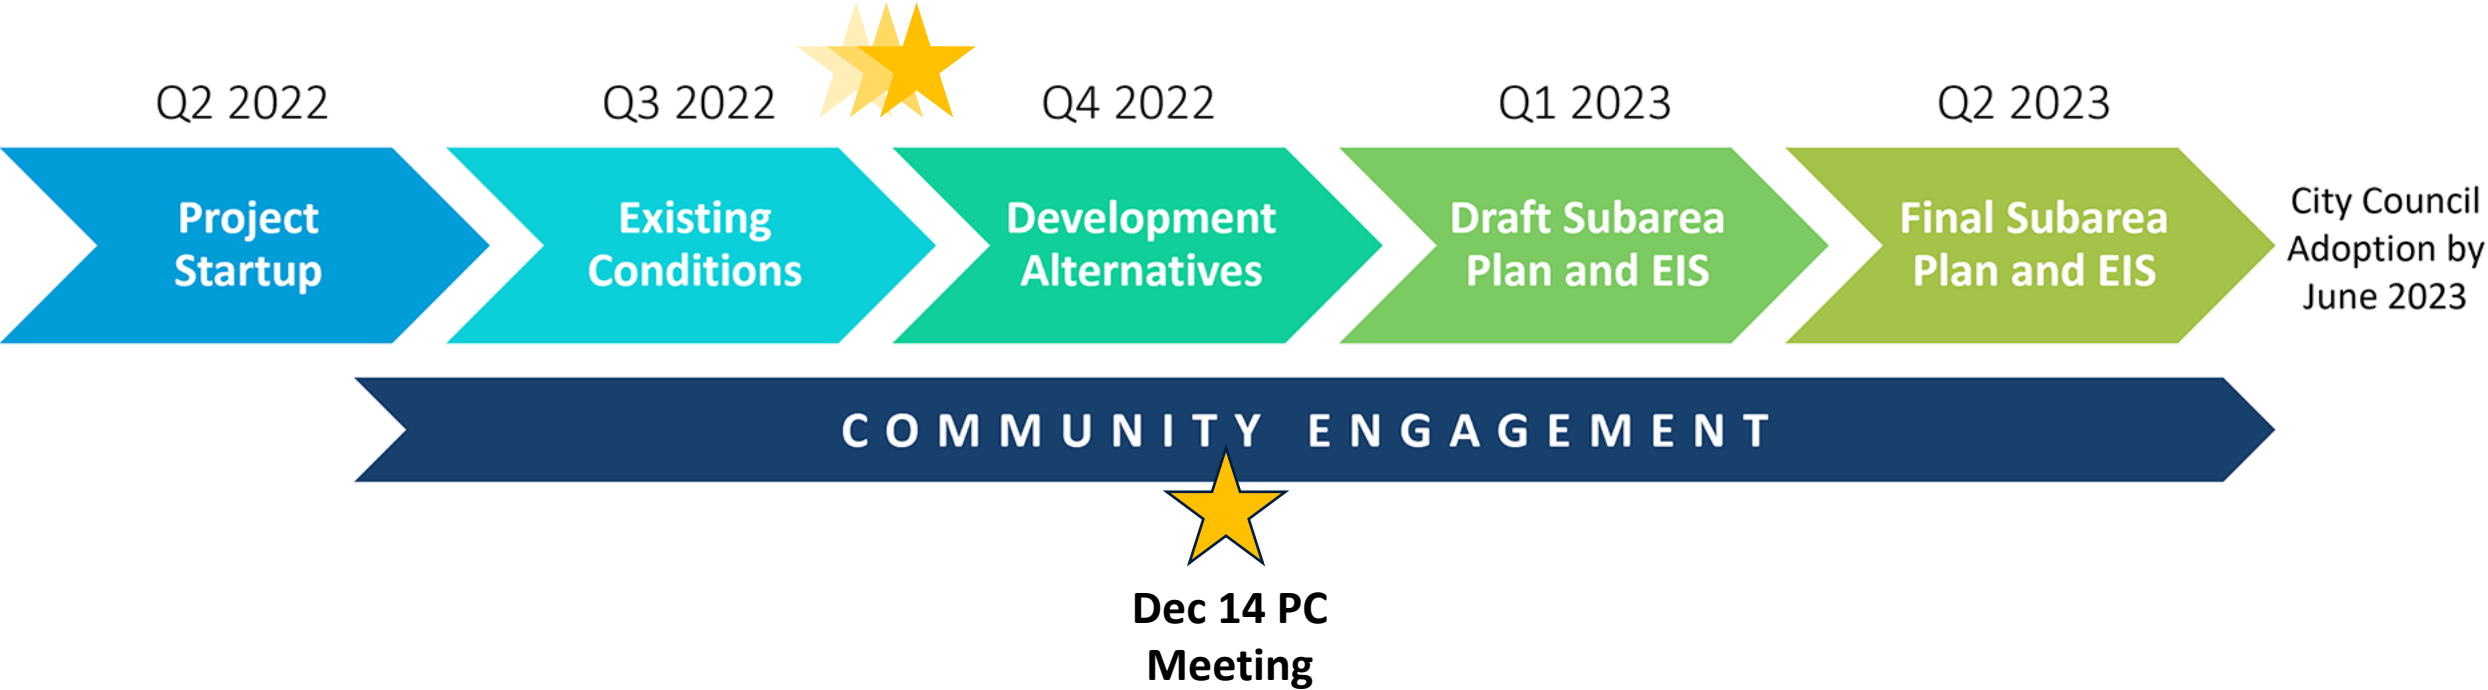 Q2 2022
Q3 2022
Q4 2022
Q1 2023
Q2 2023
Project
Startup
Existing
Conditions
Development
Alternatives
Draft Subarea
Plan and EIS
Final Subarea
Plan and EIS
City Council
Adoption by
June 2023
COMMUNITY ENGAGEMENT
Dec 14 PC
Meeting